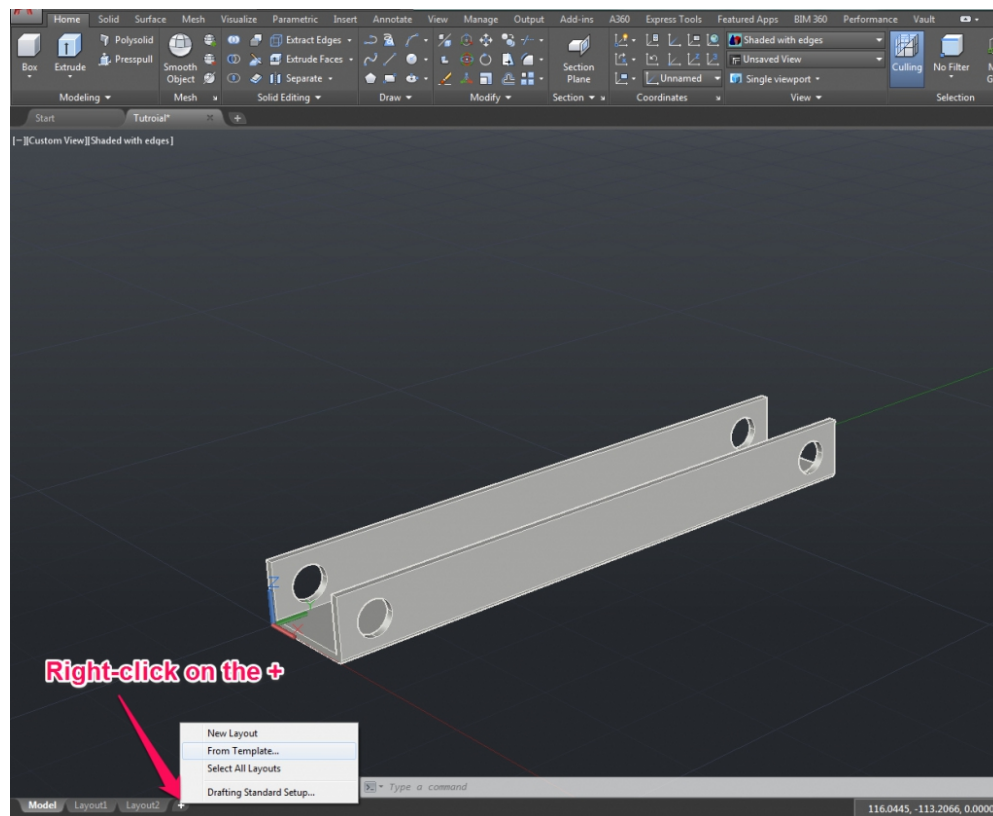 Home Solid Surface Mesh Visualize Parametric Insert Annotate View Manage Output Add-ins A360 Express Tools Featured Apps BIM 360 Performance Vault
Polysolid
Extract Edges
Shaded with edges
Presspull
Extrude Faces
Unsaved View
Box
Extrude
Smooth Object
Separate
Section Plane
Unnamed
Single viewport
Culling
No Filter
Modeling
Mesh
Solid Editing
Draw
Modify
Section
Coordinates
View
Selection
Start
Tutroial*
[-][Custom View][Shaded with edges]
Z
Y
X
Right-click on the +
New Layout
From Template...
Select All Layouts
Drafting Standard Setup...
Type a command
Model Layout1 Layout2 +
116.0445, -113.2066, 0.0000